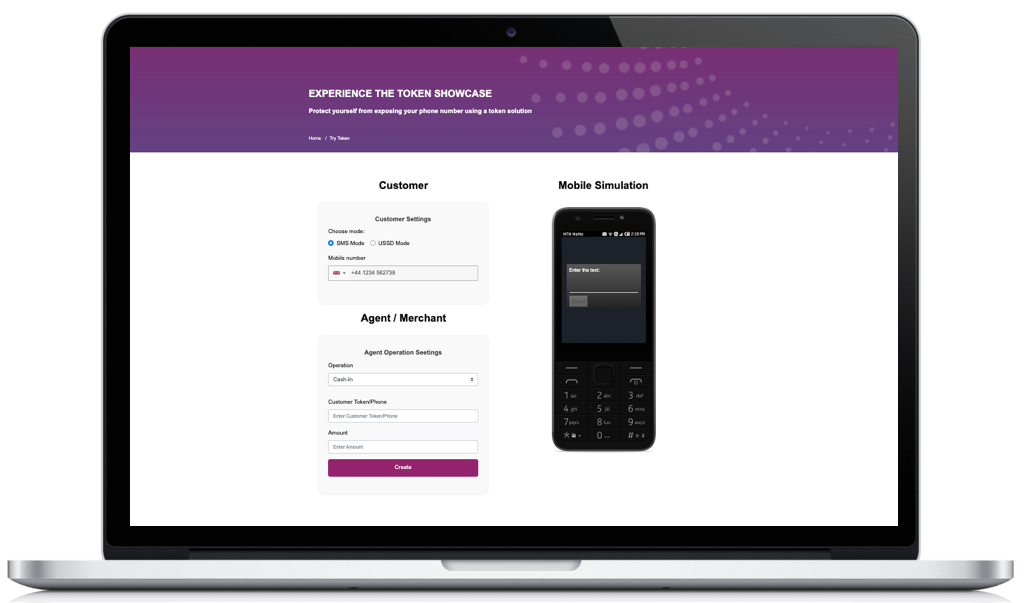 EXPERIENCE THE TOKEN SHOWCASE
Protect yourself from exposing your phone number using a token solution
Home / Try Token
Customer
Customer Settings
Choose mode:
SMS Mode USSD Mode
Mobile number
+44 1234 562738
Agent / Merchant
Agent Operation Seetings
Operation
Cash-In
Customer Token/Phone
Enter Customer Token/Phone
Amount
Enter Amount
Create
Mobile Simulation
MTN MoMo 2:10 PM
Enter the text:
1
2 abc
3 def
4 ghi
5 jkl
6 mno
7 pqrs
8 tuv
9 wxyz
* +
0
#